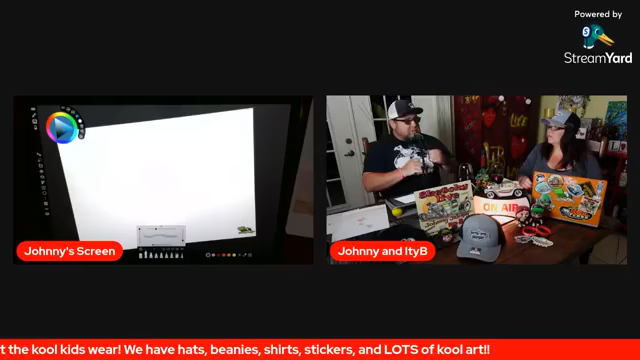 Powered by
StreamYard
Johnny's Screen
Johnny and ItyB
ON AIR
t the kool kids wear! We have hats, beanies, shirts, stickers, and LOTS of kool art!!